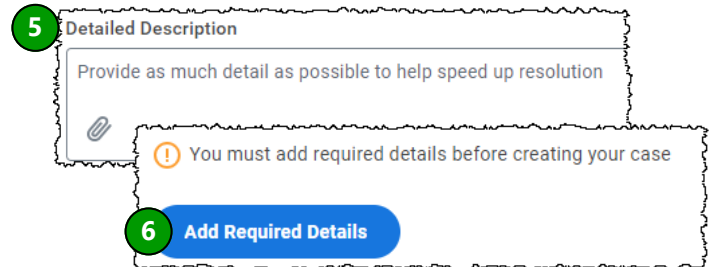 5 Detailed Description
Provide as much detail as possible to help speed up resolution
! You must add required details before creating your case
6 Add Required Details